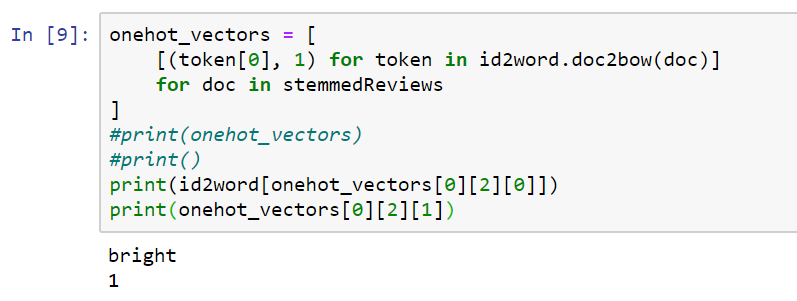 In [9]: onehot_vectors = [
[(token[0], 1) for token in id2word.doc2bow(doc)]
for doc in stemmedReviews
]
#print(onehot_vectors)
#print()
print(id2word[onehot_vectors[0][2][0]])
print(onehot_vectors[0][2][1])
bright
1